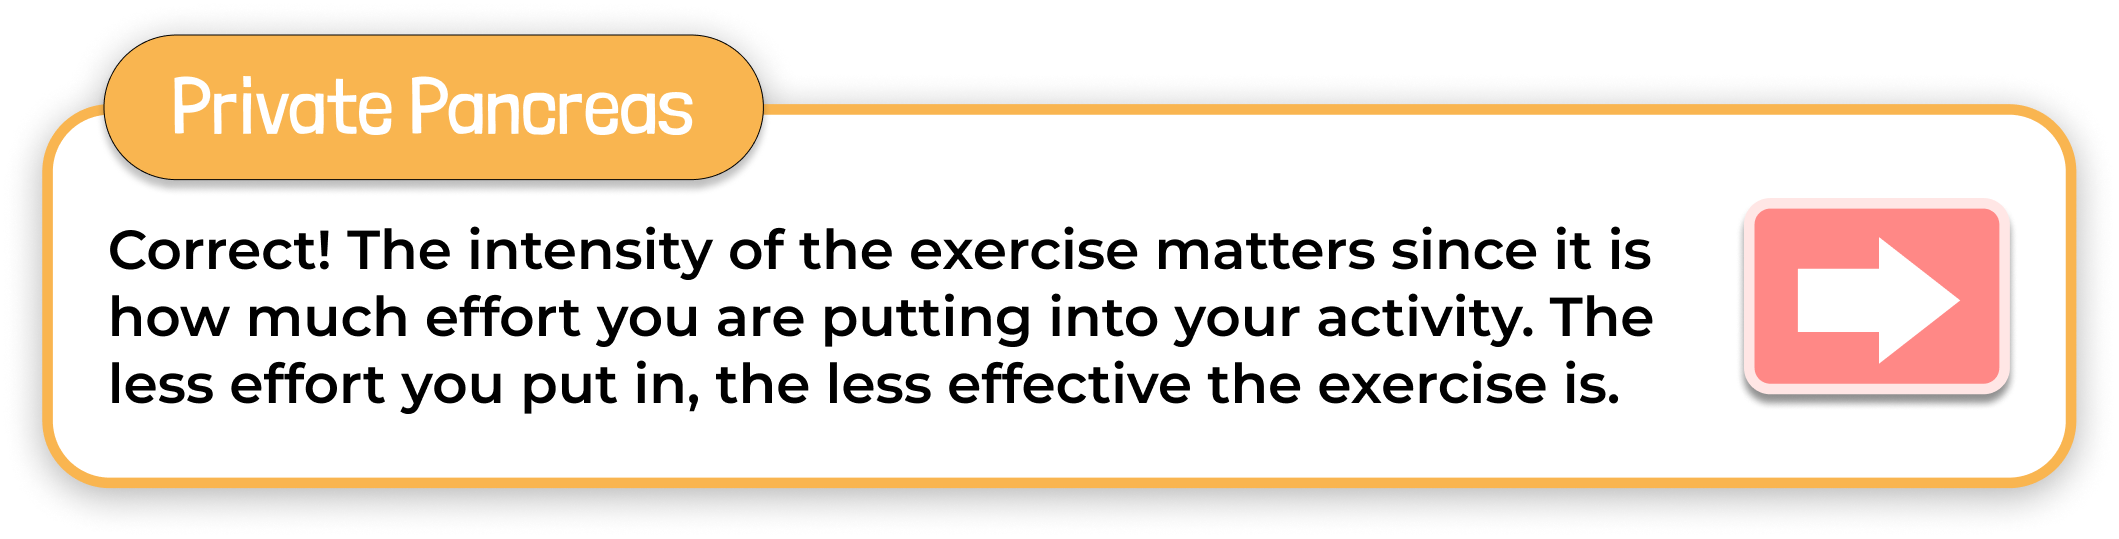 Private Pancreas
Correct! The intensity of the exercise matters since it is
how much effort you are putting into your activity. The
less effort you put in, the less effective the exercise is.